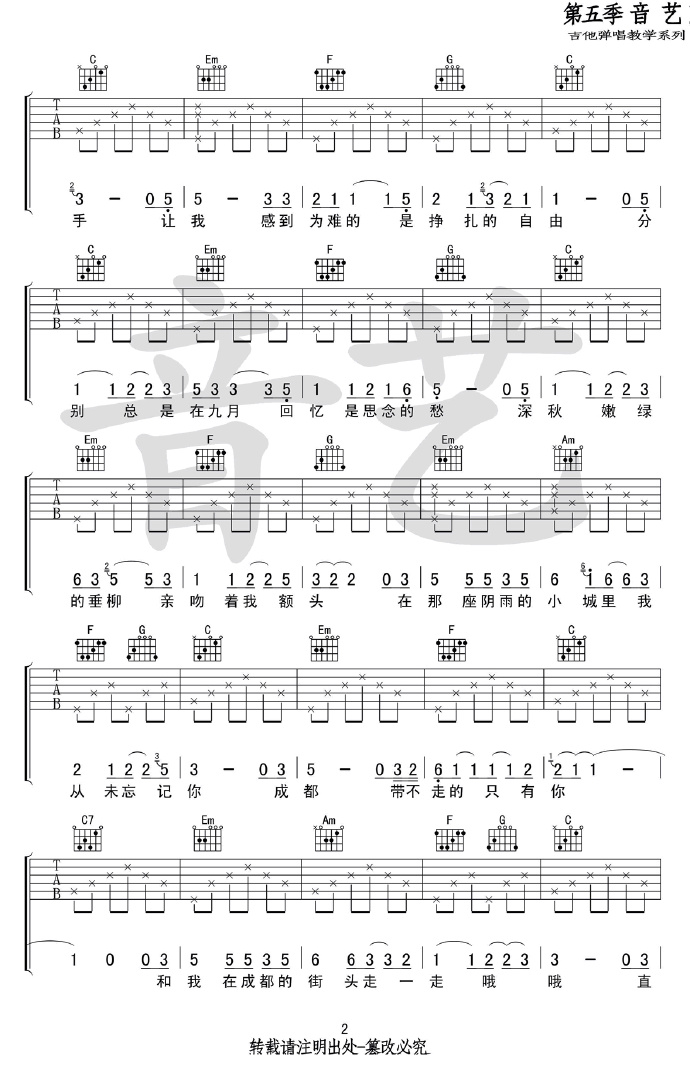 第五季 音 艺
吉他弹唱教学系列
C Em F G C
T
A
B
2 3 - 0 5 5 - 3 3 2 1 1 1 5 2 1 2 3 2 1 1 - 0 5
手 让 我 感 到 为 难 的 是 挣 扎 的 自 由 分
C Em F G C
T
A
B
1 1 2 2 3 5 3 3 3 5 1 1 2 1 6 5 - 0 5 1 1 2 2 3
别 总 是 在 九 月 回 忆 是 思 念 的 愁 深 秋 嫩 绿
Em F G Em Am
T
A
B
6 3 2 5 5 3 1 1 2 2 5 3 2 2 0 3 5 5 5 3 5 6 6 1 6 6 3
的 垂 柳 亲 吻 着 我 额 头 在 那 座 阴 雨 的 小 城 里 我
F G C Em F C
T
A
B
2 1 2 2 3 5 3 - 0 3 5 - 0 3 2 6 1 1 1 1 2 1 2 1 1 -
从 未 忘 记 你 成 都 带 不 走 的 只 有 你
C7 Em Am F G C
T
A
B
1 0 0 3 5 5 5 3 5 6 6 3 3 2 1 1 2 2 3 1 - 0 3
和 我 在 成 都 的 街 头 走 一 走 哦 哦 直
2
转载请注明出处-篡改必究